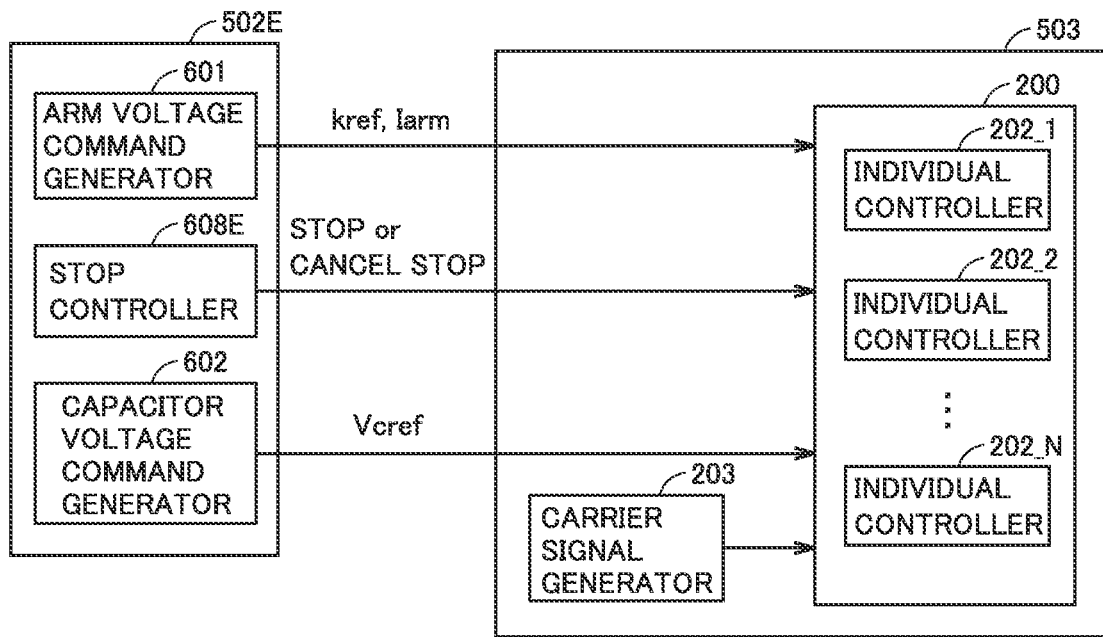 502E
601
ARM VOLTAGE
COMMAND
GENERATOR
kref, Iarm
608E
STOP
CONTROLLER
STOP or
CANCEL STOP
602
CAPACITOR
VOLTAGE
COMMAND
GENERATOR
Vcref
503
200
202_1
INDIVIDUAL
CONTROLLER
202_2
INDIVIDUAL
CONTROLLER
202_N
INDIVIDUAL
CONTROLLER
203
CARRIER
SIGNAL
GENERATOR